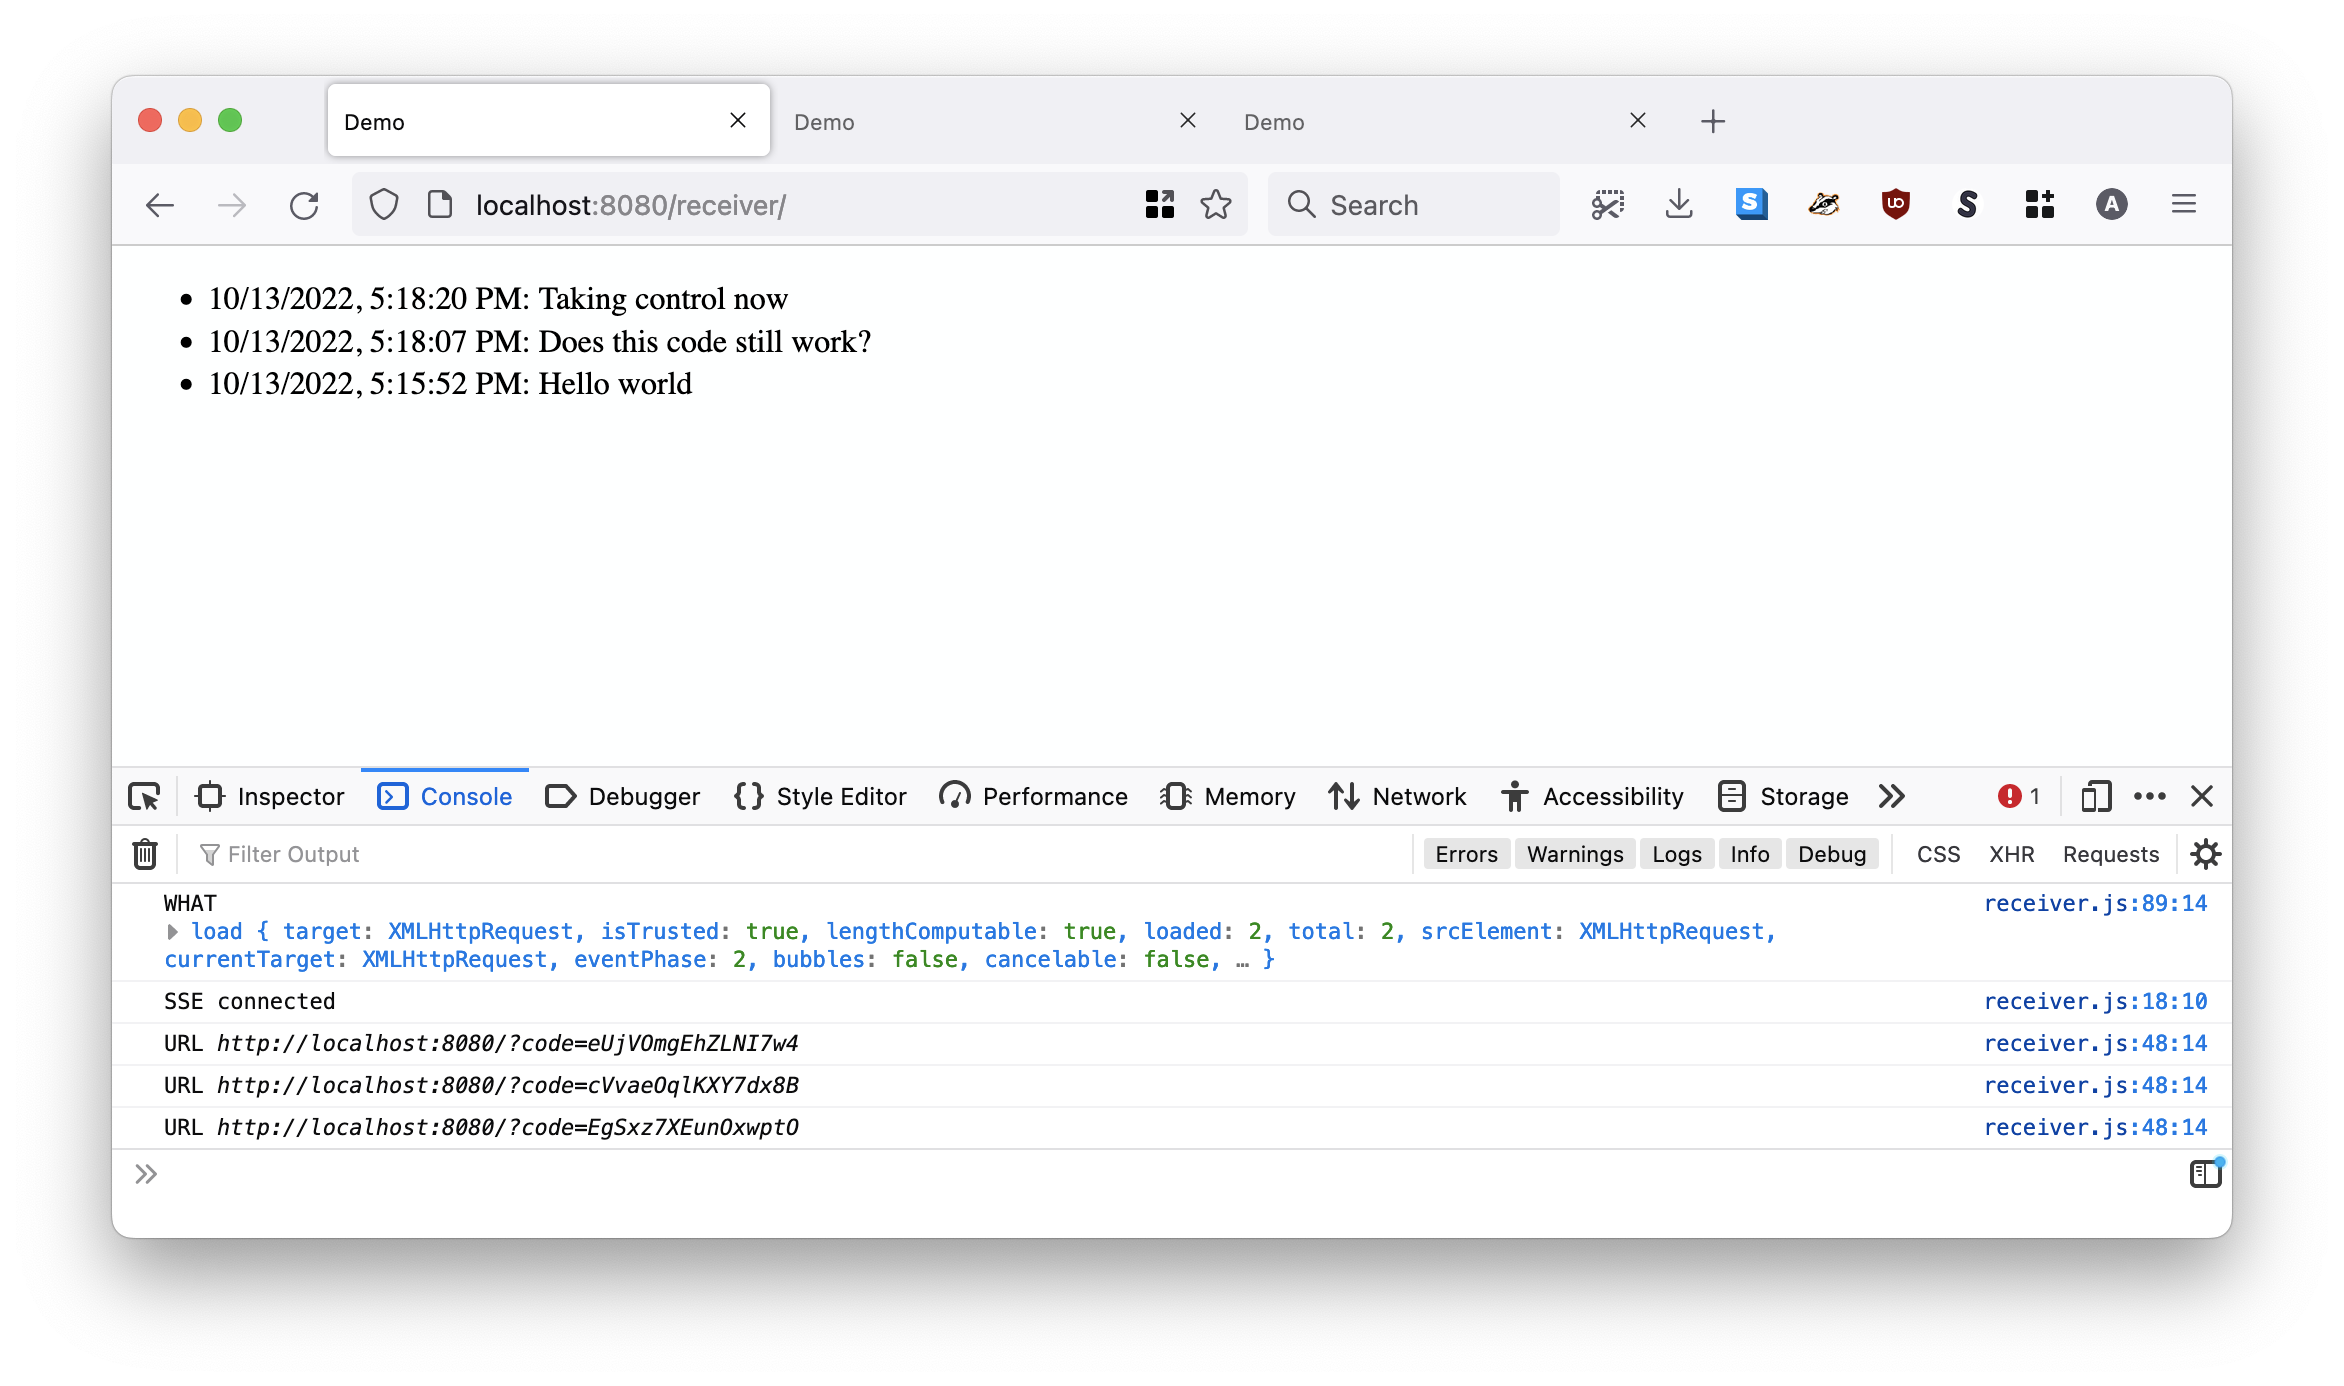 Demo
Demo
Demo
localhost:8080/receiver/
Search
S
UO
S
A
10/13/2022, 5:18:20 PM: Taking control now
10/13/2022, 5:18:07 PM: Does this code still work?
10/13/2022, 5:15:52 PM: Hello world
Inspector Console Debugger Style Editor Performance Memory Network Accessibility Storage 1
Filter Output Errors Warnings Logs Info Debug CSS XHR Requests
WHAT receiver.js:89:14
load { target: XMLHttpRequest, isTrusted: true, lengthComputable: true, loaded: 2, total: 2, srcElement: XMLHttpRequest,
currentTarget: XMLHttpRequest, eventPhase: 2, bubbles: false, cancelable: false, … }
SSE connected receiver.js:18:10
URL http://localhost:8080/?code=eUjVOmgEhZLNI7w4 receiver.js:48:14
URL http://localhost:8080/?code=cVvaeOqlKXY7dx8B receiver.js:48:14
URL http://localhost:8080/?code=EgSxz7XEunOxwptO receiver.js:48:14